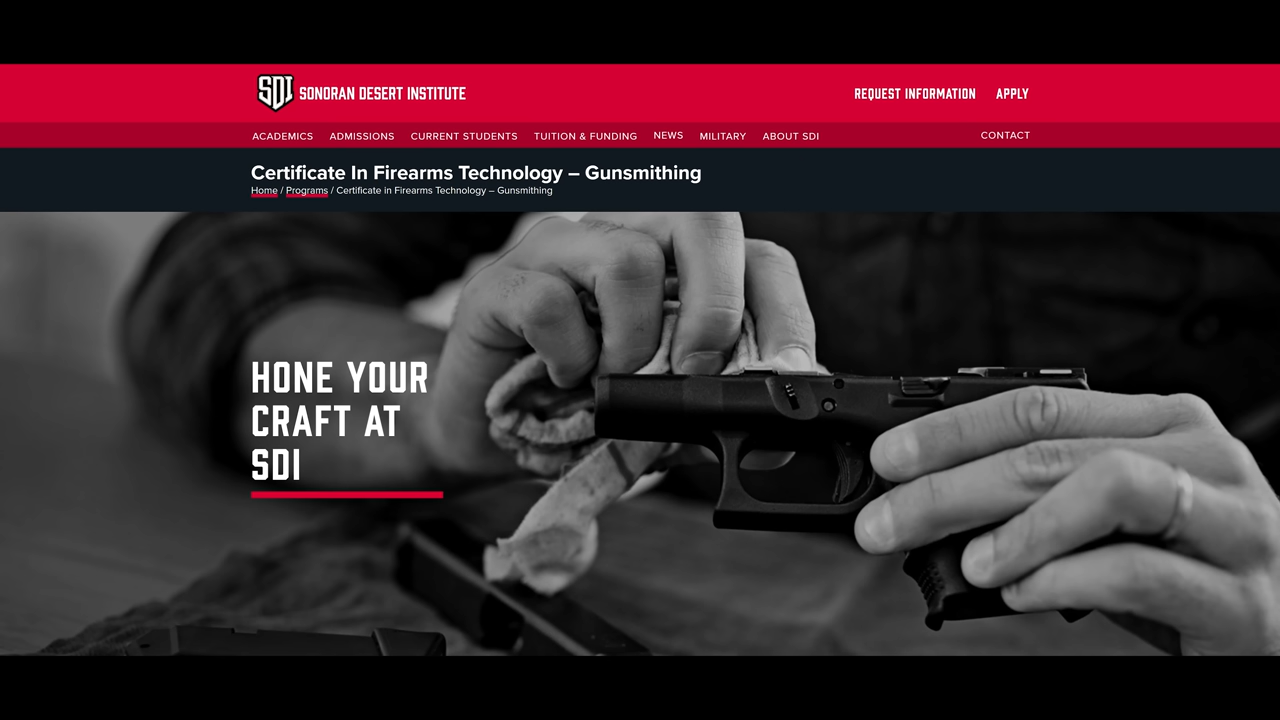 SDI SONORAN DESERT INSTITUTE
REQUEST INFORMATION APPLY
ACADEMICS ADMISSIONS CURRENT STUDENTS TUITION & FUNDING NEWS MILITARY ABOUT SDI CONTACT
Certificate In Firearms Technology – Gunsmithing
Home / Programs / Certificate in Firearms Technology – Gunsmithing
HONE YOUR
CRAFT AT
SDI